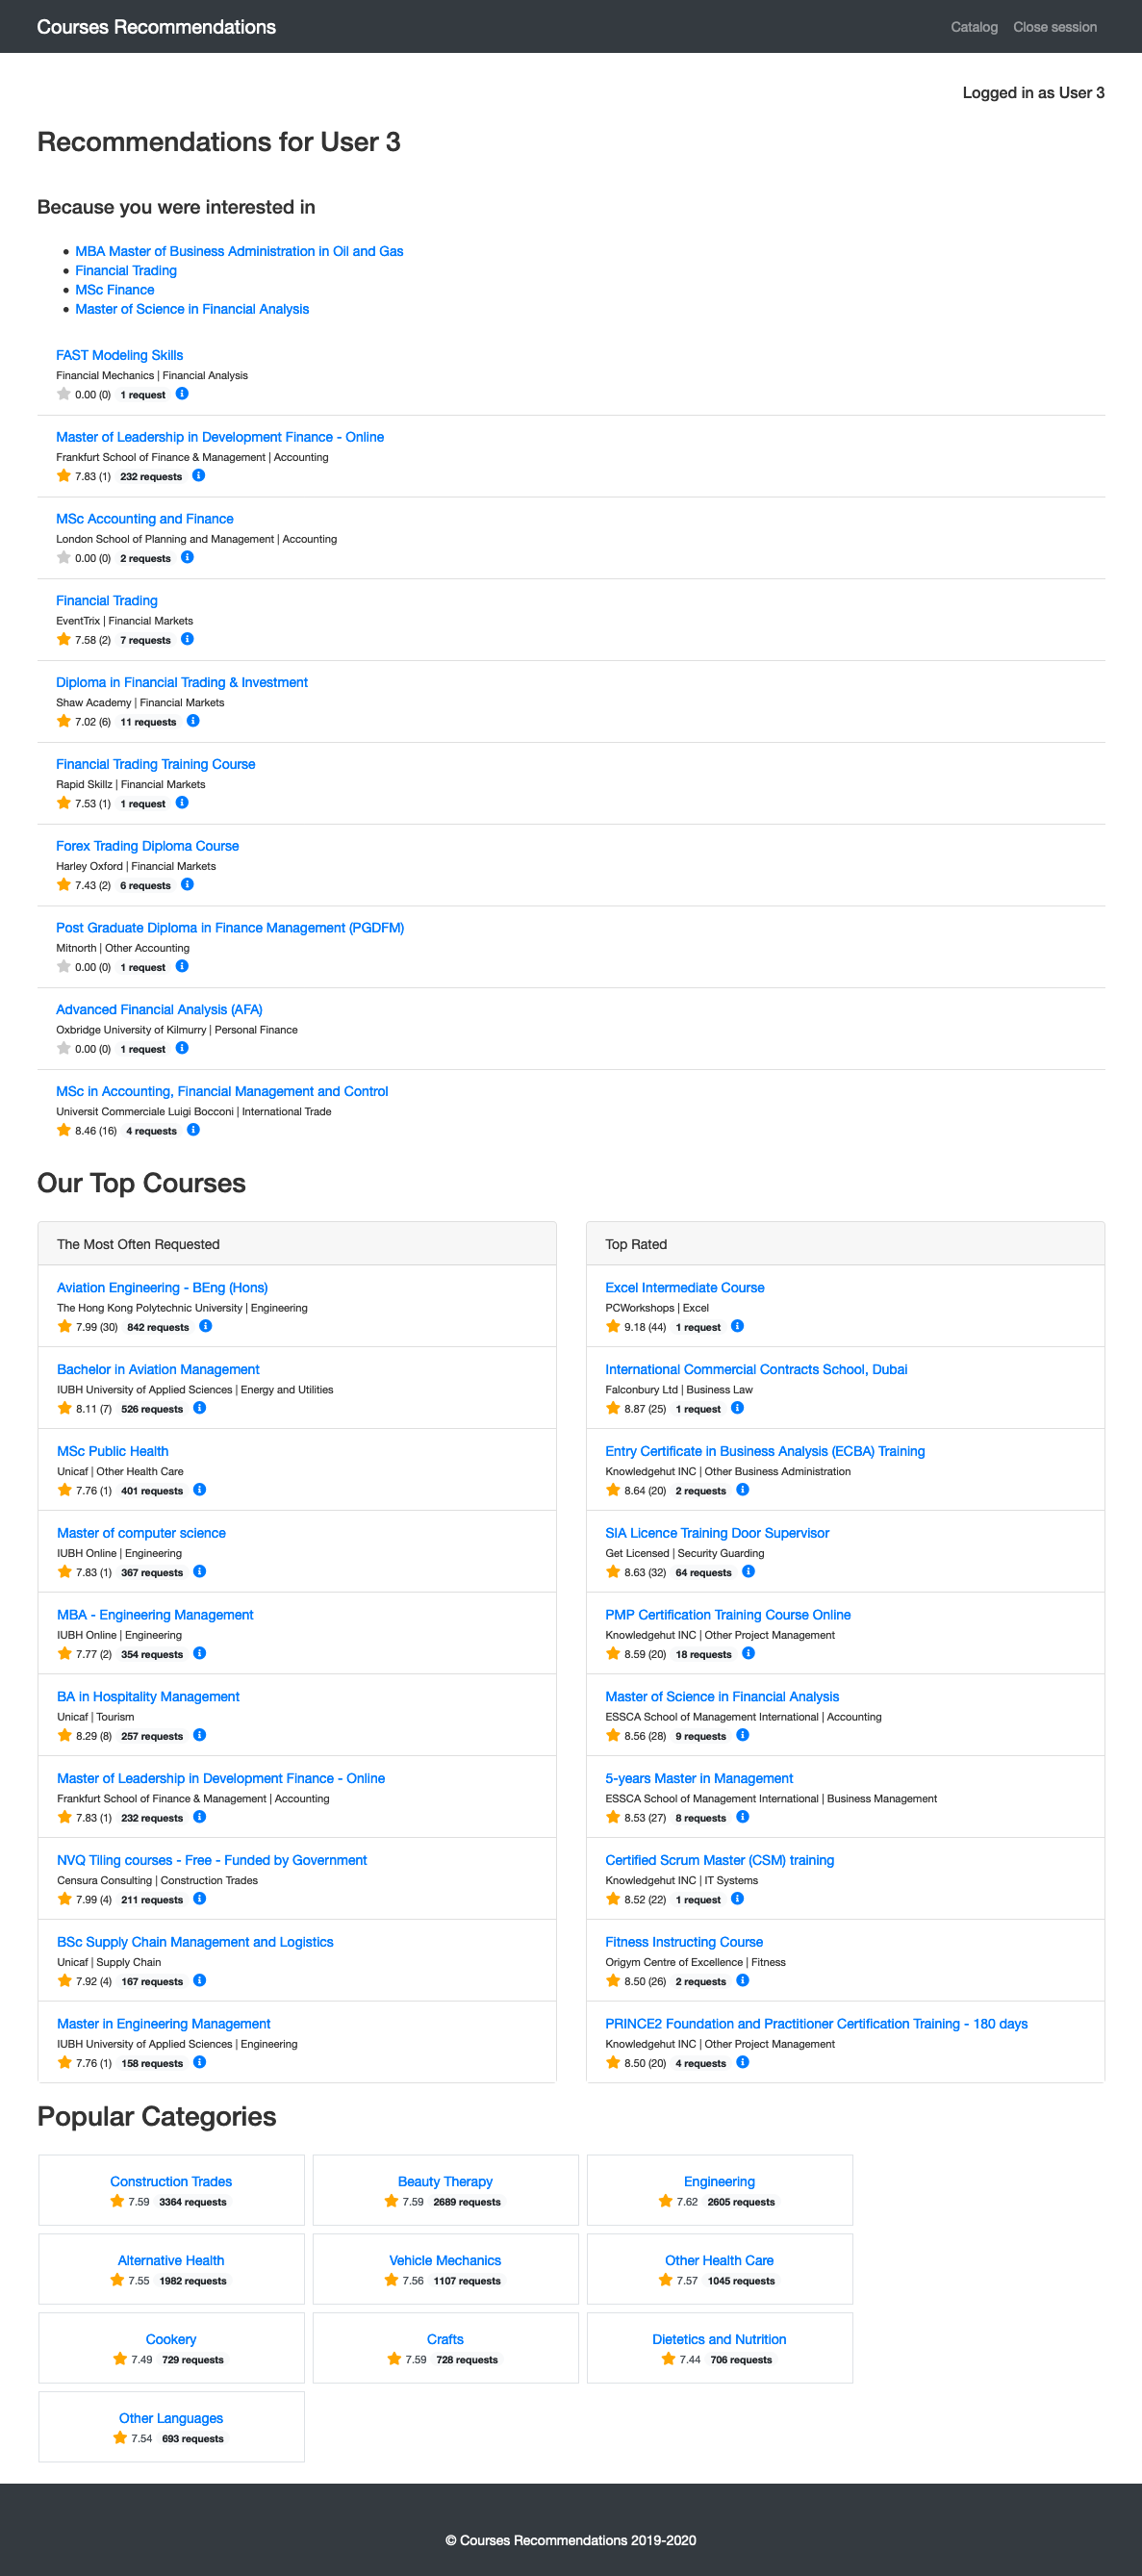 Courses Recommendations
Catalog Close session
Logged in as User 3
Recommendations for User 3
Because you were interested in
MBA Master of Business Administration in Oil and Gas
Financial Trading
MSc Finance
Master of Science in Financial Analysis
FAST Modeling Skills
Financial Mechanics | Financial Analysis
0.00 (0) 1 request
Master of Leadership in Development Finance - Online
Frankfurt School of Finance & Management | Accounting
7.83 (1) 232 requests
MSc Accounting and Finance
London School of Planning and Management | Accounting
0.00 (0) 2 requests
Financial Trading
EventTrix | Financial Markets
7.58 (2) 7 requests
Diploma in Financial Trading & Investment
Shaw Academy | Financial Markets
7.02 (6) 11 requests
Financial Trading Training Course
Rapid Skillz | Financial Markets
7.53 (1) 1 request
Forex Trading Diploma Course
Harley Oxford | Financial Markets
7.43 (2) 6 requests
Post Graduate Diploma in Finance Management (PGDFM)
Mitnorth | Other Accounting
0.00 (0) 1 request
Advanced Financial Analysis (AFA)
Oxbridge University of Kilmurry | Personal Finance
0.00 (0) 1 request
MSc in Accounting, Financial Management and Control
Universit Commerciale Luigi Bocconi | International Trade
8.46 (16) 4 requests
Our Top Courses
The Most Often Requested
Aviation Engineering - BEng (Hons)
The Hong Kong Polytechnic University | Engineering
7.99 (30) 842 requests
Bachelor in Aviation Management
IUBH University of Applied Sciences | Energy and Utilities
8.11 (7) 526 requests
MSc Public Health
Unicaf | Other Health Care
7.76 (1) 401 requests
Master of computer science
IUBH Online | Engineering
7.83 (1) 367 requests
MBA - Engineering Management
IUBH Online | Engineering
7.77 (2) 354 requests
BA in Hospitality Management
Unicaf | Tourism
8.29 (8) 257 requests
Master of Leadership in Development Finance - Online
Frankfurt School of Finance & Management | Accounting
7.83 (1) 232 requests
NVQ Tiling courses - Free - Funded by Government
Censura Consulting | Construction Trades
7.99 (4) 211 requests
BSc Supply Chain Management and Logistics
Unicaf | Supply Chain
7.92 (4) 167 requests
Master in Engineering Management
IUBH University of Applied Sciences | Engineering
7.76 (1) 158 requests
Top Rated
Excel Intermediate Course
PCWorkshops | Excel
9.18 (44) 1 request
International Commercial Contracts School, Dubai
Falconbury Ltd | Business Law
8.87 (25) 1 request
Entry Certificate in Business Analysis (ECBA) Training
Knowledgehut INC | Other Business Administration
8.64 (20) 2 requests
SIA Licence Training Door Supervisor
Get Licensed | Security Guarding
8.63 (32) 64 requests
PMP Certification Training Course Online
Knowledgehut INC | Other Project Management
8.59 (20) 18 requests
Master of Science in Financial Analysis
ESSCA School of Management International | Accounting
8.56 (28) 9 requests
5-years Master in Management
ESSCA School of Management International | Business Management
8.53 (27) 8 requests
Certified Scrum Master (CSM) training
Knowledgehut INC | IT Systems
8.52 (22) 1 request
Fitness Instructing Course
Origym Centre of Excellence | Fitness
8.50 (26) 2 requests
PRINCE2 Foundation and Practitioner Certification Training - 180 days
Knowledgehut INC | Other Project Management
8.50 (20) 4 requests
Popular Categories
Construction Trades
7.59 3364 requests
Beauty Therapy
7.59 2689 requests
Engineering
7.62 2605 requests
Alternative Health
7.55 1982 requests
Vehicle Mechanics
7.56 1107 requests
Other Health Care
7.57 1045 requests
Cookery
7.49 729 requests
Crafts
7.59 728 requests
Dietetics and Nutrition
7.44 706 requests
Other Languages
7.54 693 requests
© Courses Recommendations 2019-2020